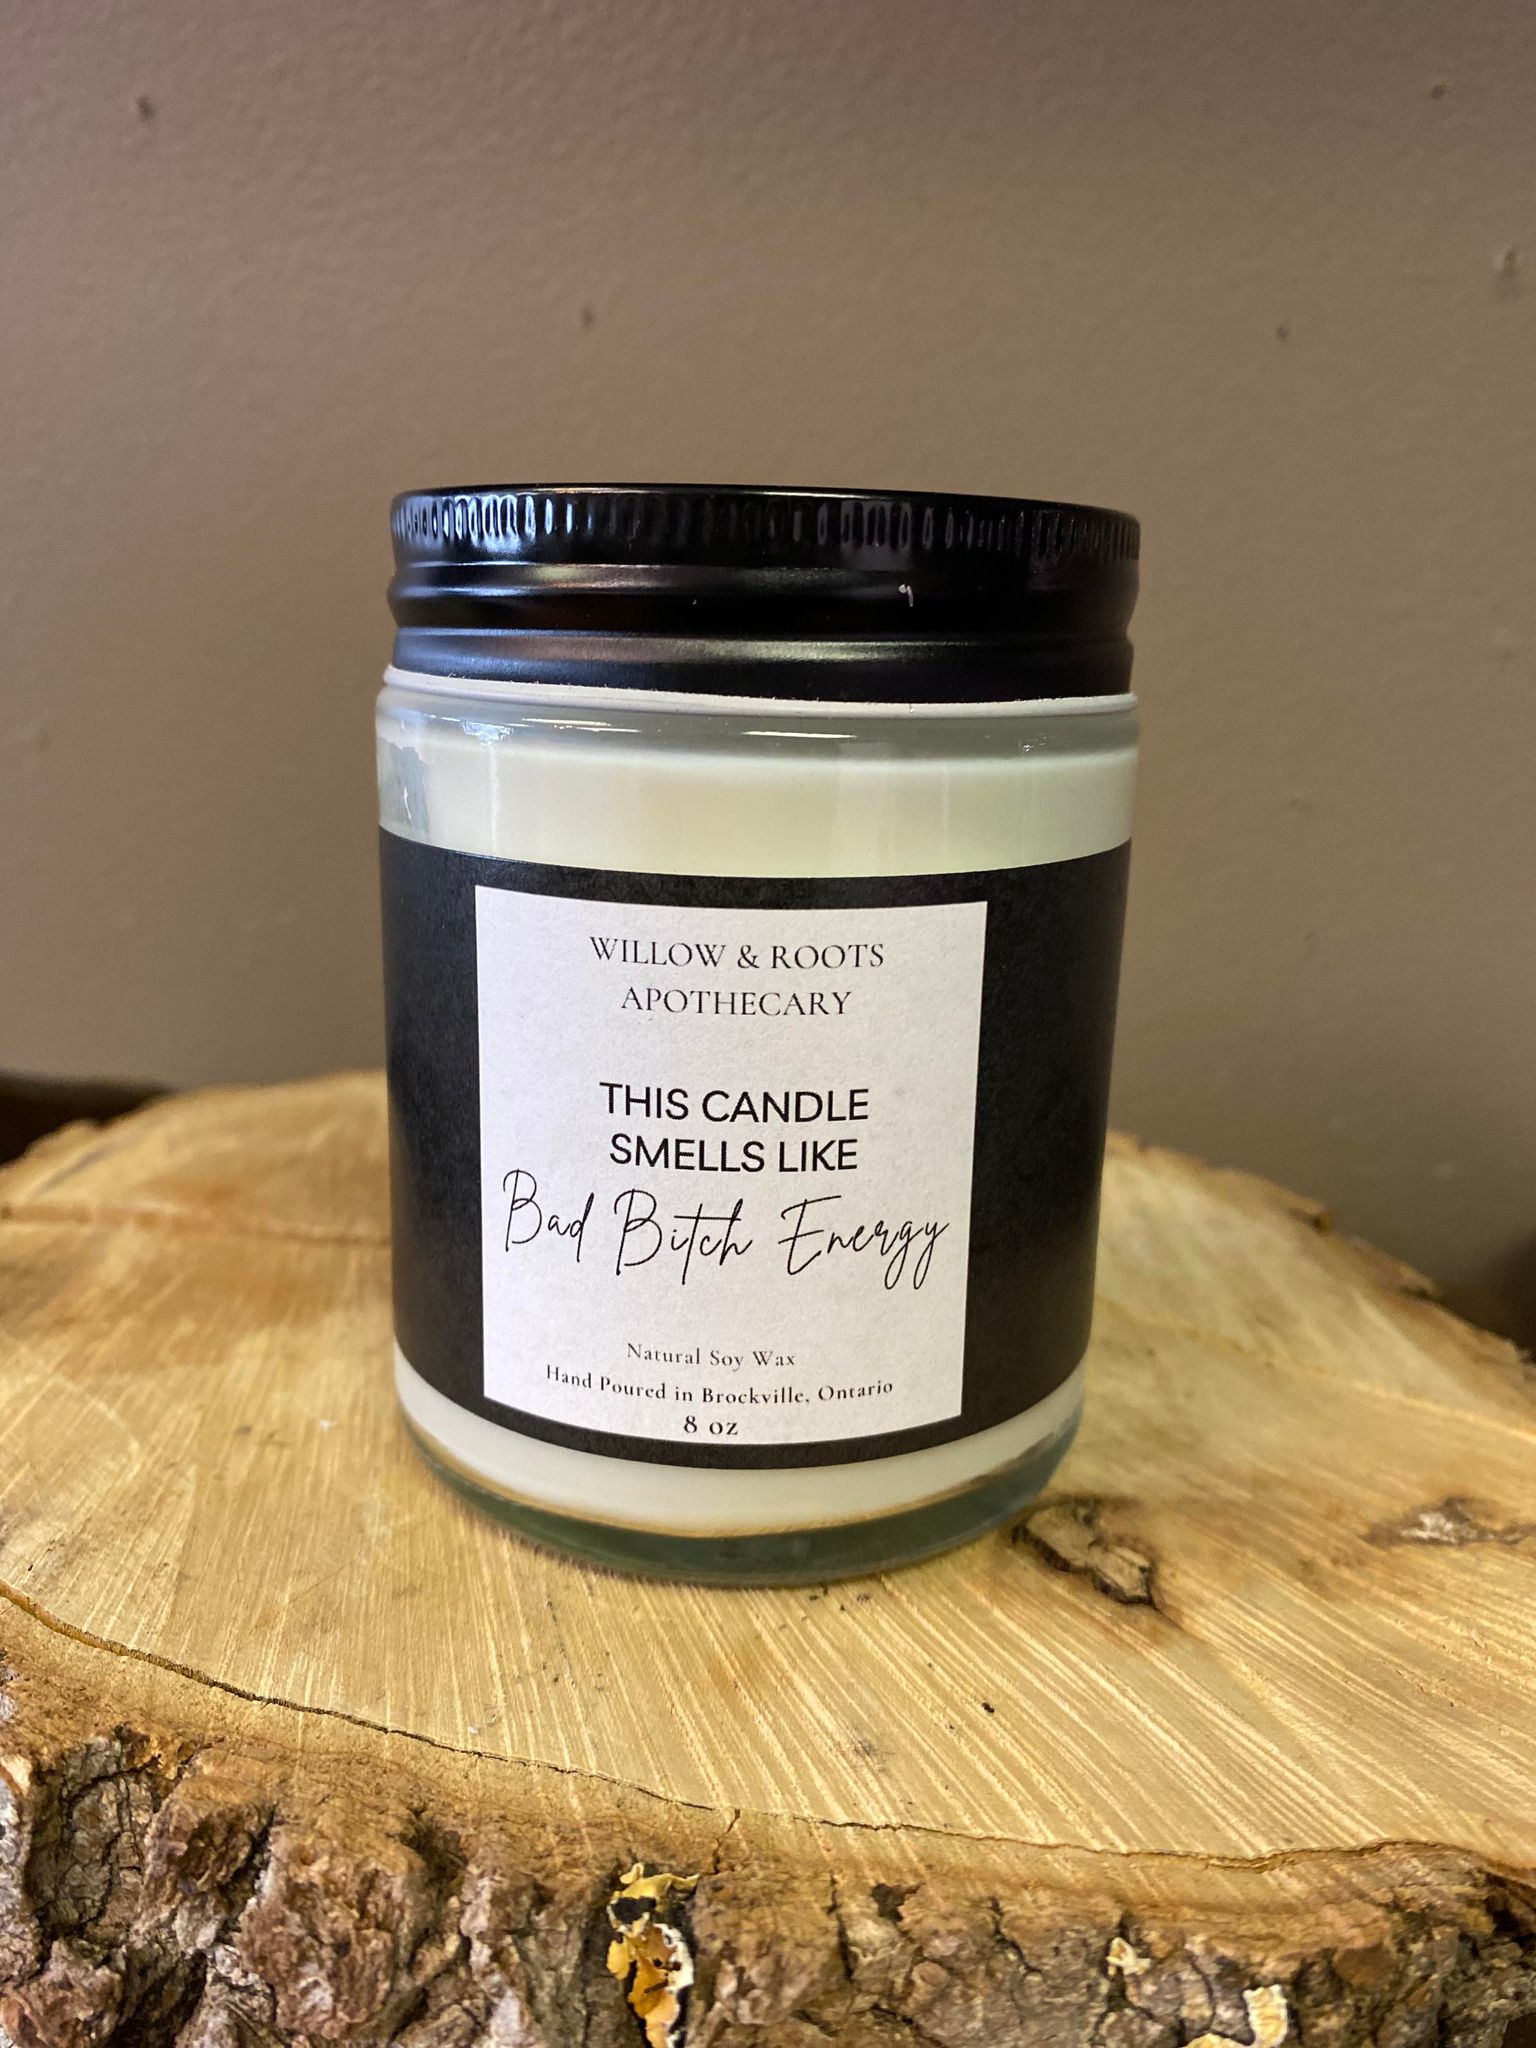 WILLOW & ROOTS
APOTHECARY
THIS CANDLE
SMELLS LIKE
Bad Bitch Energy
Natural Soy Wax
Hand Poured in Brockville, Ontario
8 oz